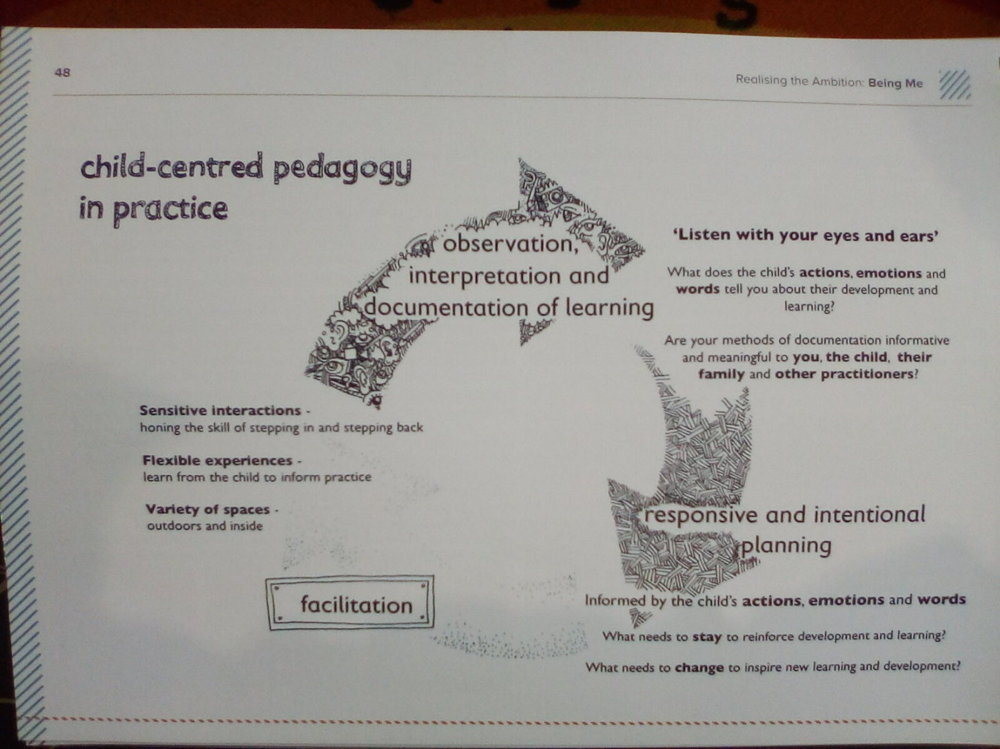 48
Realising the Ambition: Being Me
child-centred pedagogy
in practice
observation,
interpretation and
documentation of learning
'Listen with your eyes and ears'
What does the child's actions, emotions and
words tell you about their development and
learning?
Are your methods of documentation informative
and meaningful to you, the child, their
family and other practitioners?
Sensitive interactions -
honing the skill of stepping in and stepping back
Flexible experiences -
learn from the child to inform practice
Variety of spaces -
outdoors and inside
responsive and intentional
planning
facilitation
Informed by the child's actions, emotions and words
What needs to stay to reinforce development and learning?
What needs to change to inspire new learning and development?